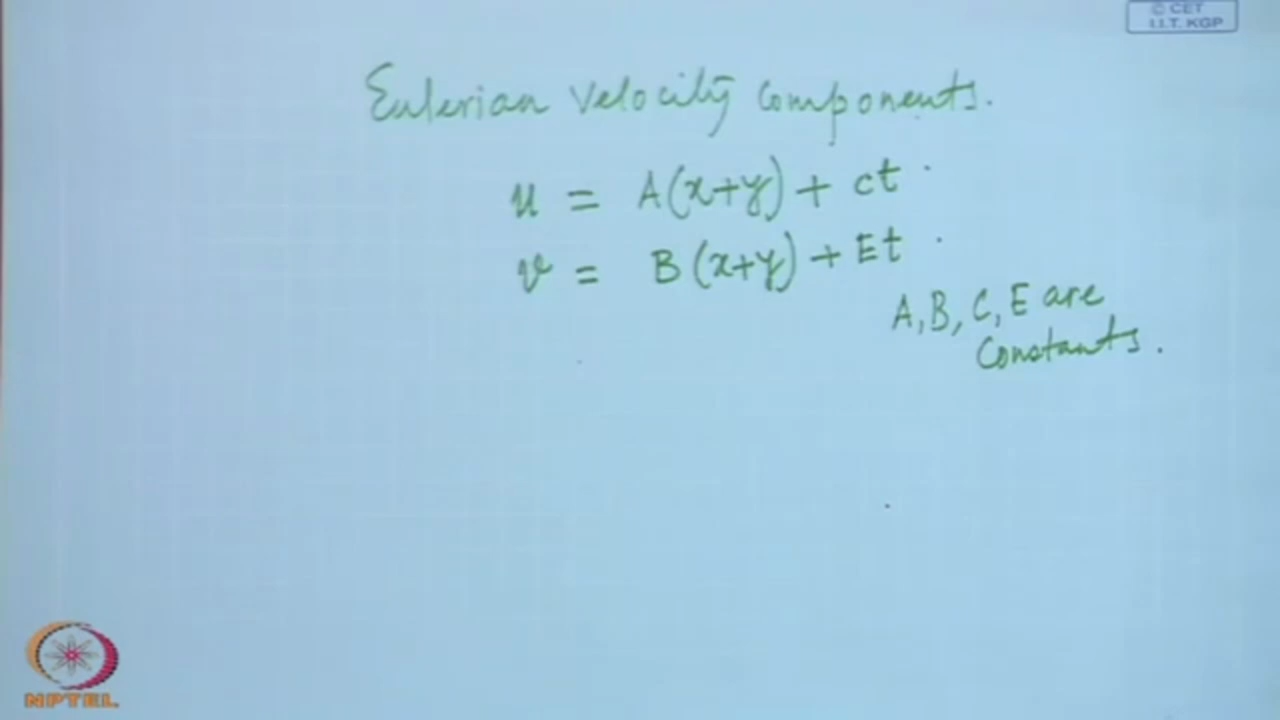 © CET
I.I.T. KGP
Eulerian velocity components.
u = A(x+y) + ct
v = B(x+y) + Et
A, B, C, E are
Constants.
NPTEL